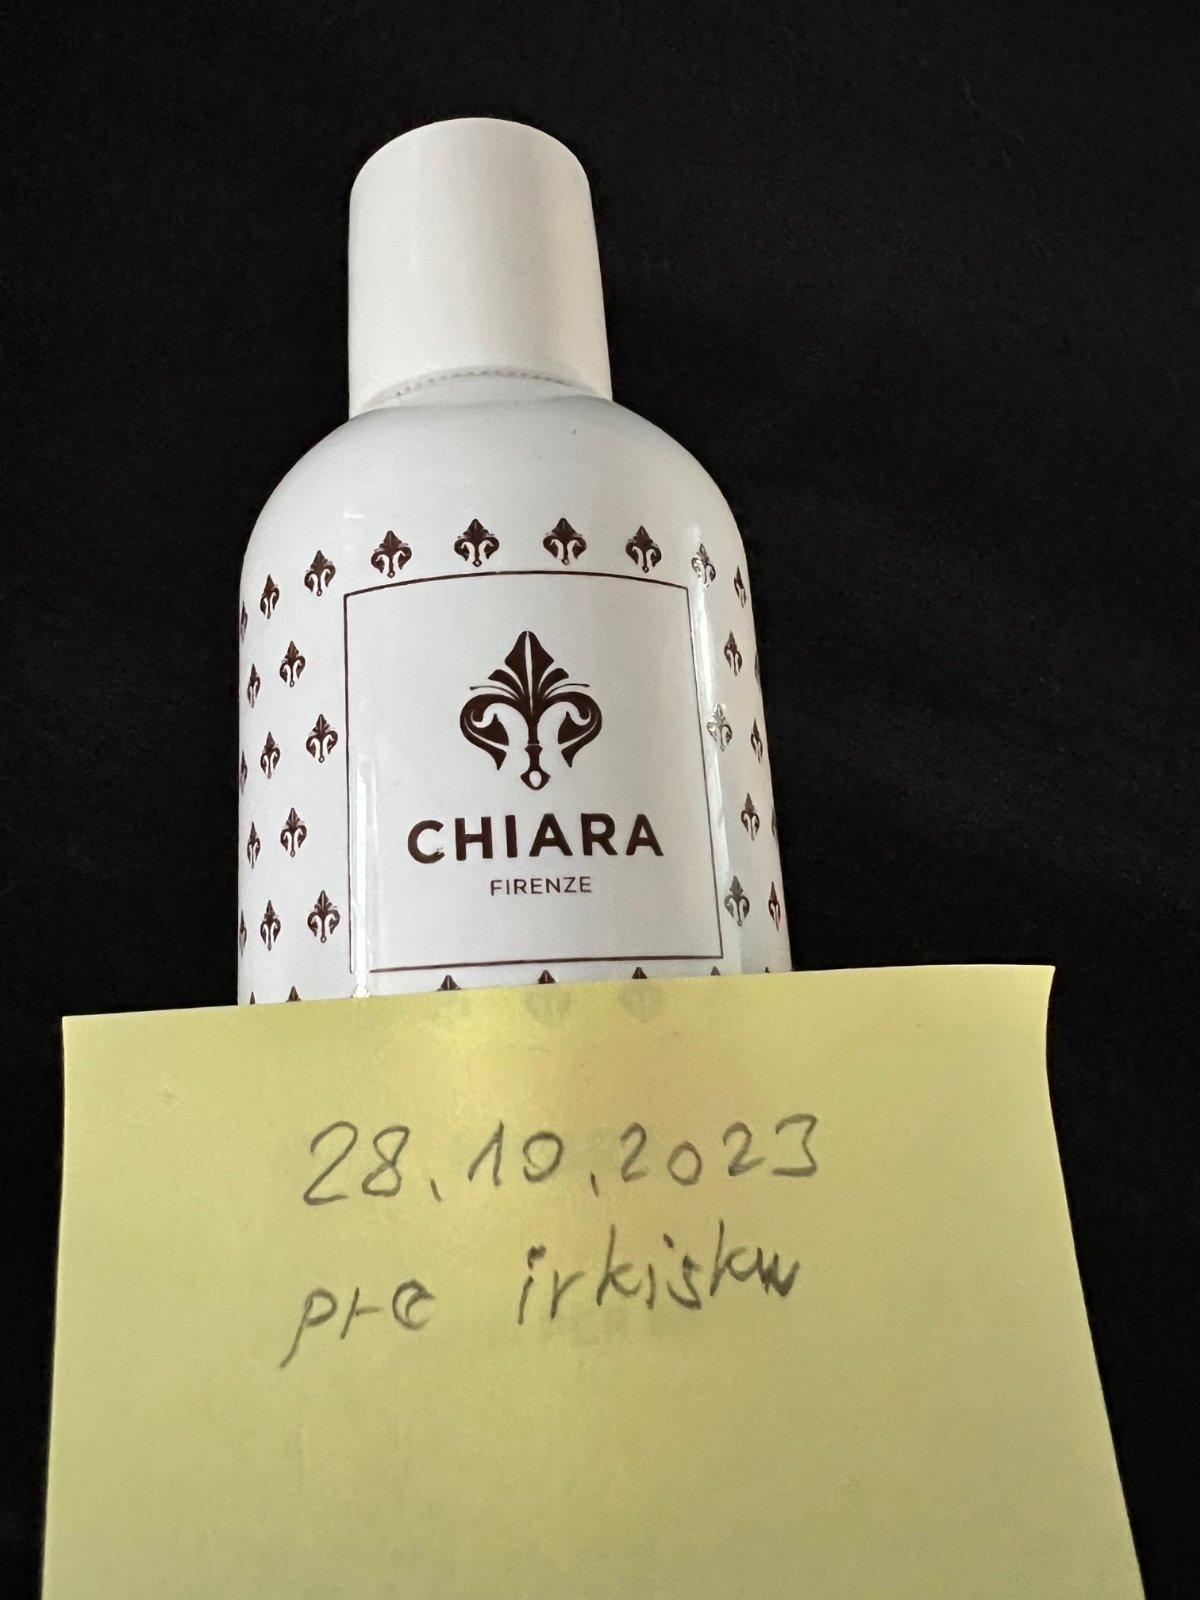 CHIARA
FIRENZE
28.10.2023
pre irkisku